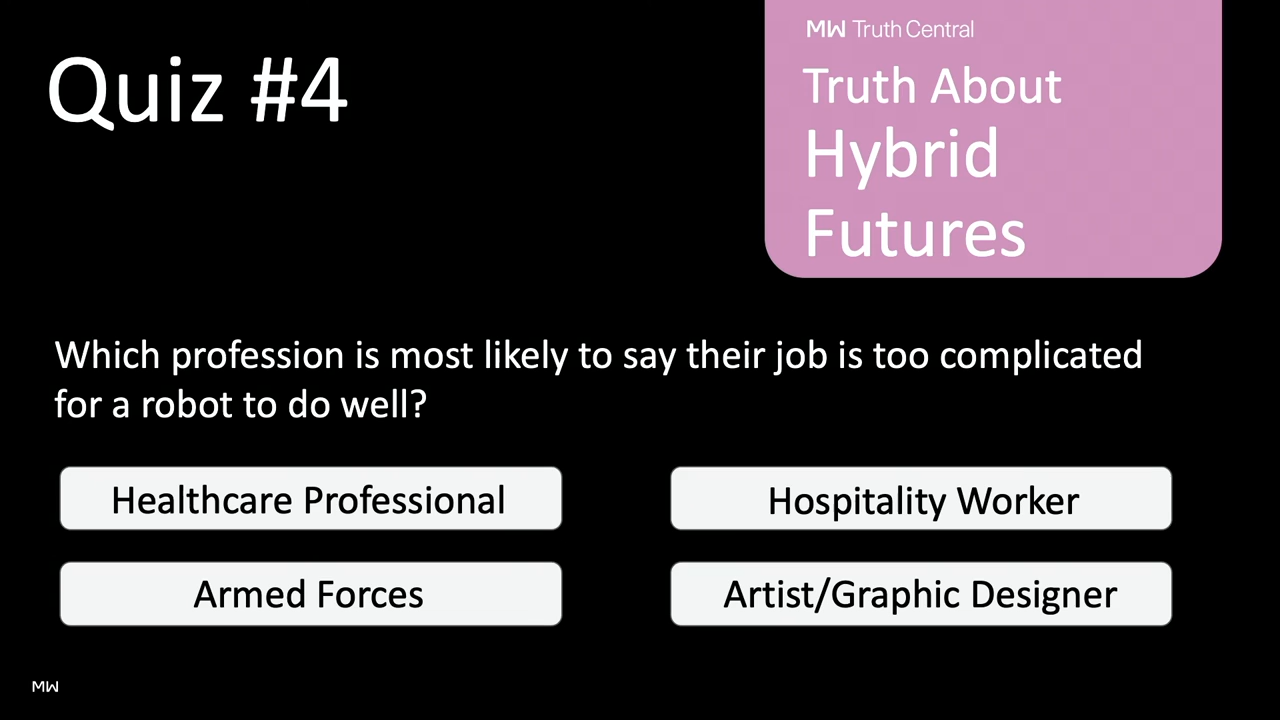 Quiz #4
MW Truth Central
Truth About
Hybrid
Futures
Which profession is most likely to say their job is too complicated
for a robot to do well?
Healthcare Professional
Hospitality Worker
Armed Forces
Artist/Graphic Designer
MW